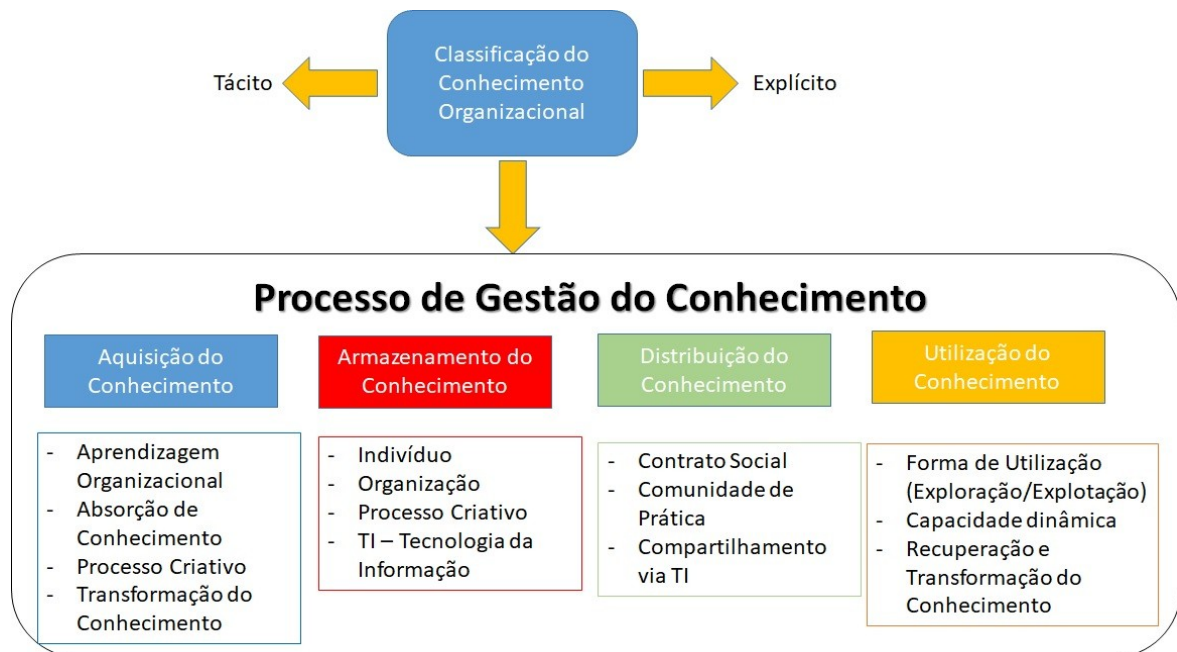 Classificação do
Conhecimento
Organizacional
Tácito
Explícito
Processo de Gestão do Conhecimento
Aquisição do
Conhecimento
- Aprendizagem
Organizacional
- Absorção de
Conhecimento
- Processo Criativo
- Transformação do
Conhecimento
Armazenamento do
Conhecimento
- Indivíduo
- Organização
- Processo Criativo
- TI – Tecnologia da
Informação
Distribuição do
Conhecimento
- Contrato Social
- Comunidade de
Prática
- Compartilhamento
via TI
Utilização do
Conhecimento
- Forma de Utilização
(Exploração/Explotação)
- Capacidade dinâmica
- Recuperação e
Transformação do
Conhecimento